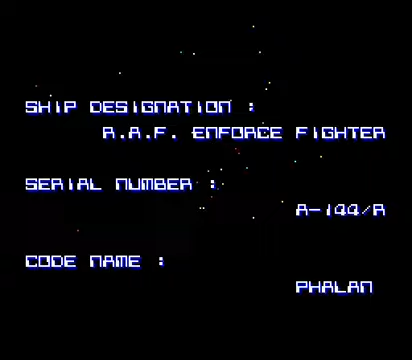 SHIP DESIGNATION :
R.A.F. ENFORCE FIGHTER
SERIAL NUMBER :
A-144/A
CODE NAME :
PHALAN